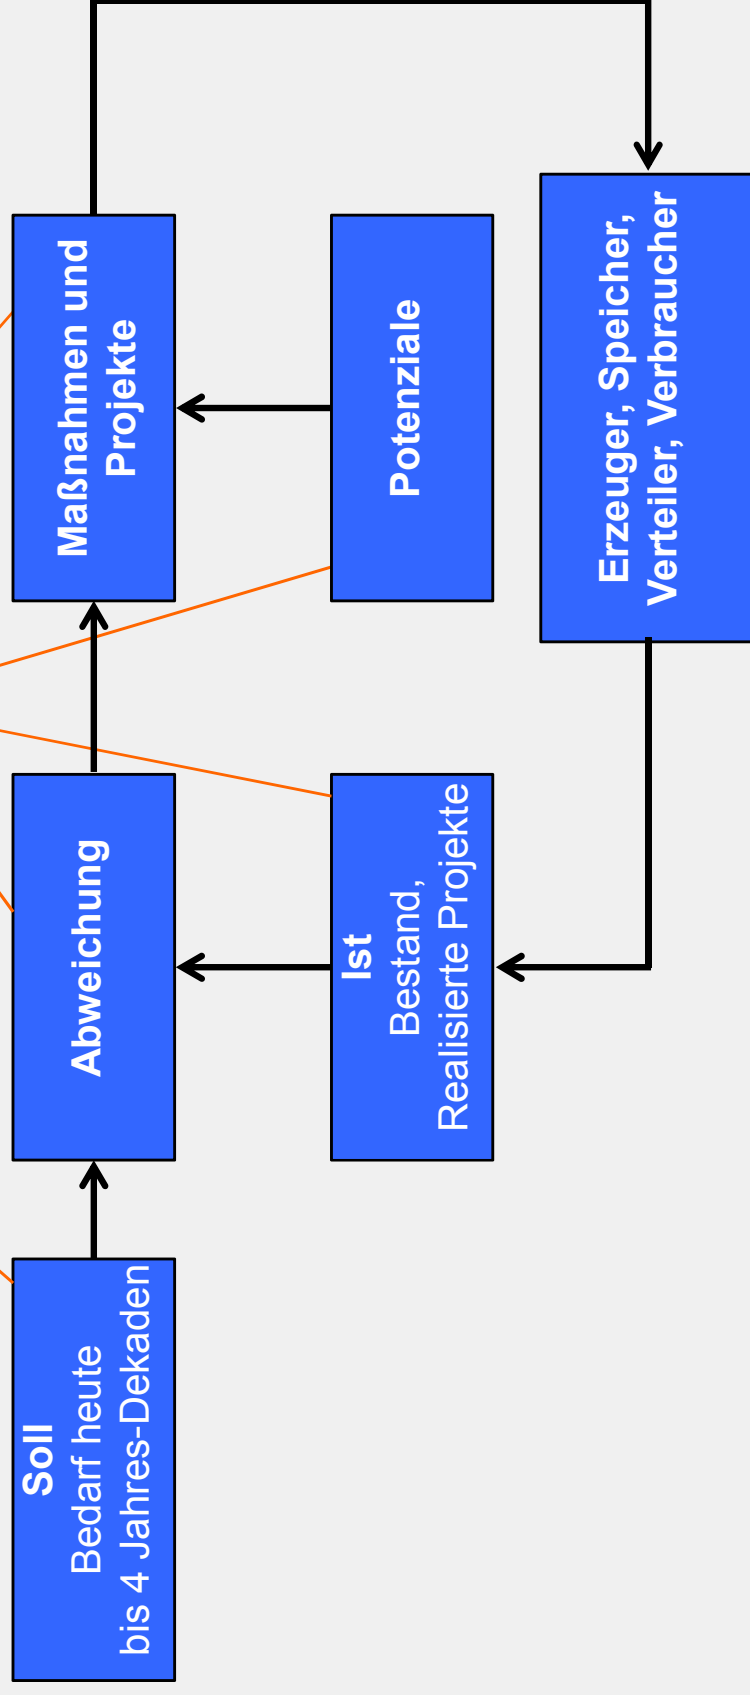 Soll
Bedarf heute
bis 4 Jahres-Dekaden
Abweichung
Maßnahmen und
Projekte
Ist
Bestand,
Realisierte Projekte
Potenziale
Erzeuger, Speicher,
Verteiler, Verbraucher